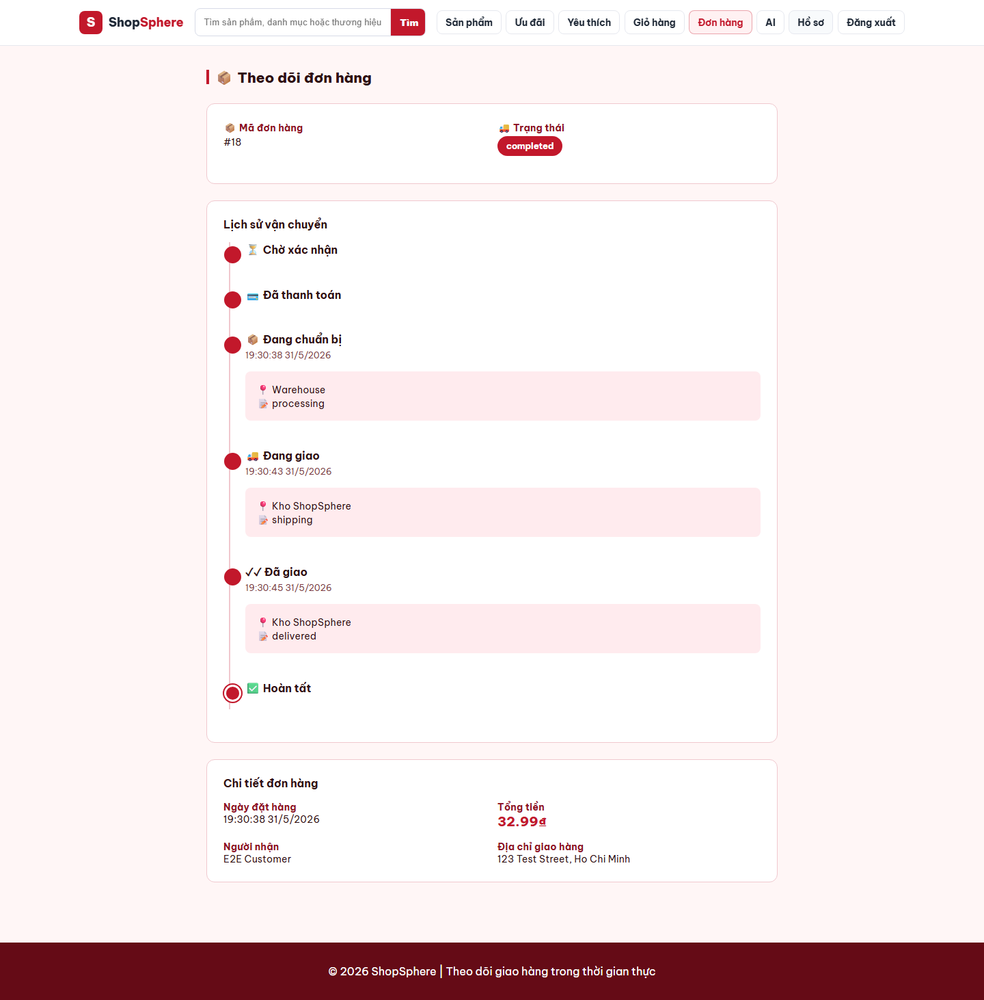 S ShopSphere
Tìm sản phẩm, danh mục hoặc thương hiệu
Tìm
Sản phẩm
Ưu đãi
Yêu thích
Giỏ hàng
Đơn hàng
AI
Hồ sơ
Đăng xuất
📦 Theo dõi đơn hàng
📦 Mã đơn hàng
#18
🚚 Trạng thái
completed
Lịch sử vận chuyển
⏳ Chờ xác nhận
💳 Đã thanh toán
📦 Đang chuẩn bị
19:30:38 31/5/2026
📍 Warehouse
📝 processing
🚚 Đang giao
19:30:43 31/5/2026
📍 Kho ShopSphere
📝 shipping
✓✓ Đã giao
19:30:45 31/5/2026
📍 Kho ShopSphere
📝 delivered
✅ Hoàn tất
Chi tiết đơn hàng
Ngày đặt hàng
19:30:38 31/5/2026
Tổng tiền
32.99₫
Người nhận
E2E Customer
Địa chỉ giao hàng
123 Test Street, Ho Chi Minh
© 2026 ShopSphere | Theo dõi giao hàng trong thời gian thực